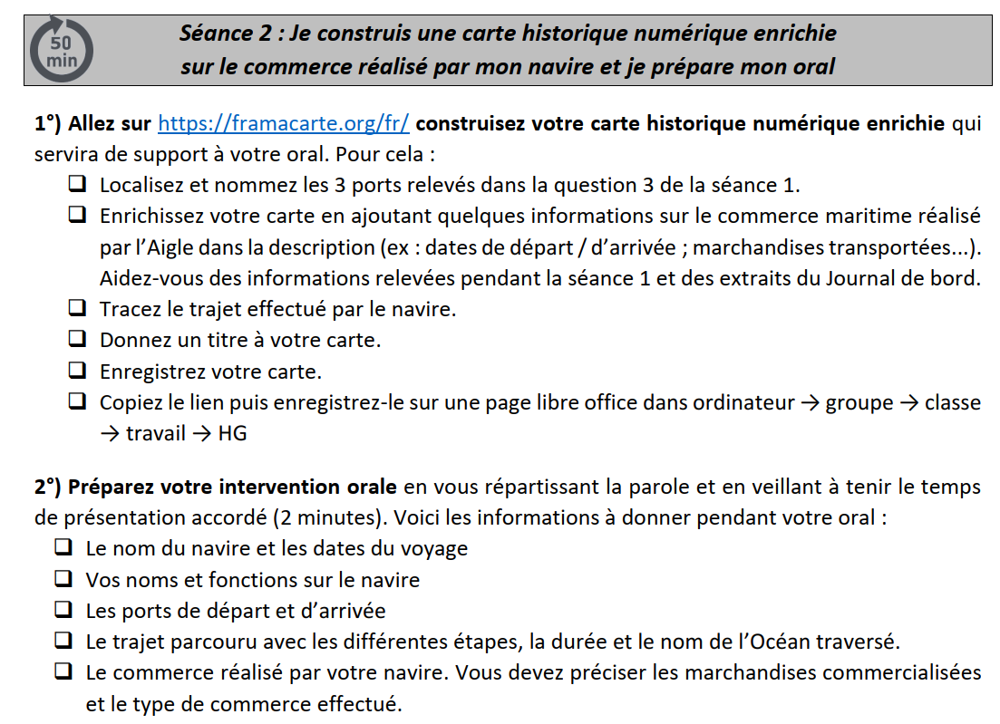 50
min
Séance 2 : Je construis une carte historique numérique enrichie
sur le commerce réalisé par mon navire et je prépare mon oral
1°) Allez sur https://framacarte.org/fr/ construisez votre carte historique numérique enrichie qui
servira de support à votre oral. Pour cela :
❑ Localisez et nommez les 3 ports relevés dans la question 3 de la séance 1.
❑ Enrichissez votre carte en ajoutant quelques informations sur le commerce maritime réalisé
par l’Aigle dans la description (ex : dates de départ / d’arrivée ; marchandises transportées...).
Aidez-vous des informations relevées pendant la séance 1 et des extraits du Journal de bord.
❑ Tracez le trajet effectué par le navire.
❑ Donnez un titre à votre carte.
❑ Enregistrez votre carte.
❑ Copiez le lien puis enregistrez-le sur une page libre office dans ordinateur → groupe → classe
→ travail → HG
2°) Préparez votre intervention orale en vous répartissant la parole et en veillant à tenir le temps
de présentation accordé (2 minutes). Voici les informations à donner pendant votre oral :
❑ Le nom du navire et les dates du voyage
❑ Vos noms et fonctions sur le navire
❑ Les ports de départ et d’arrivée
❑ Le trajet parcouru avec les différentes étapes, la durée et le nom de l’Océan traversé.
❑ Le commerce réalisé par votre navire. Vous devez préciser les marchandises commercialisées
et le type de commerce effectué.